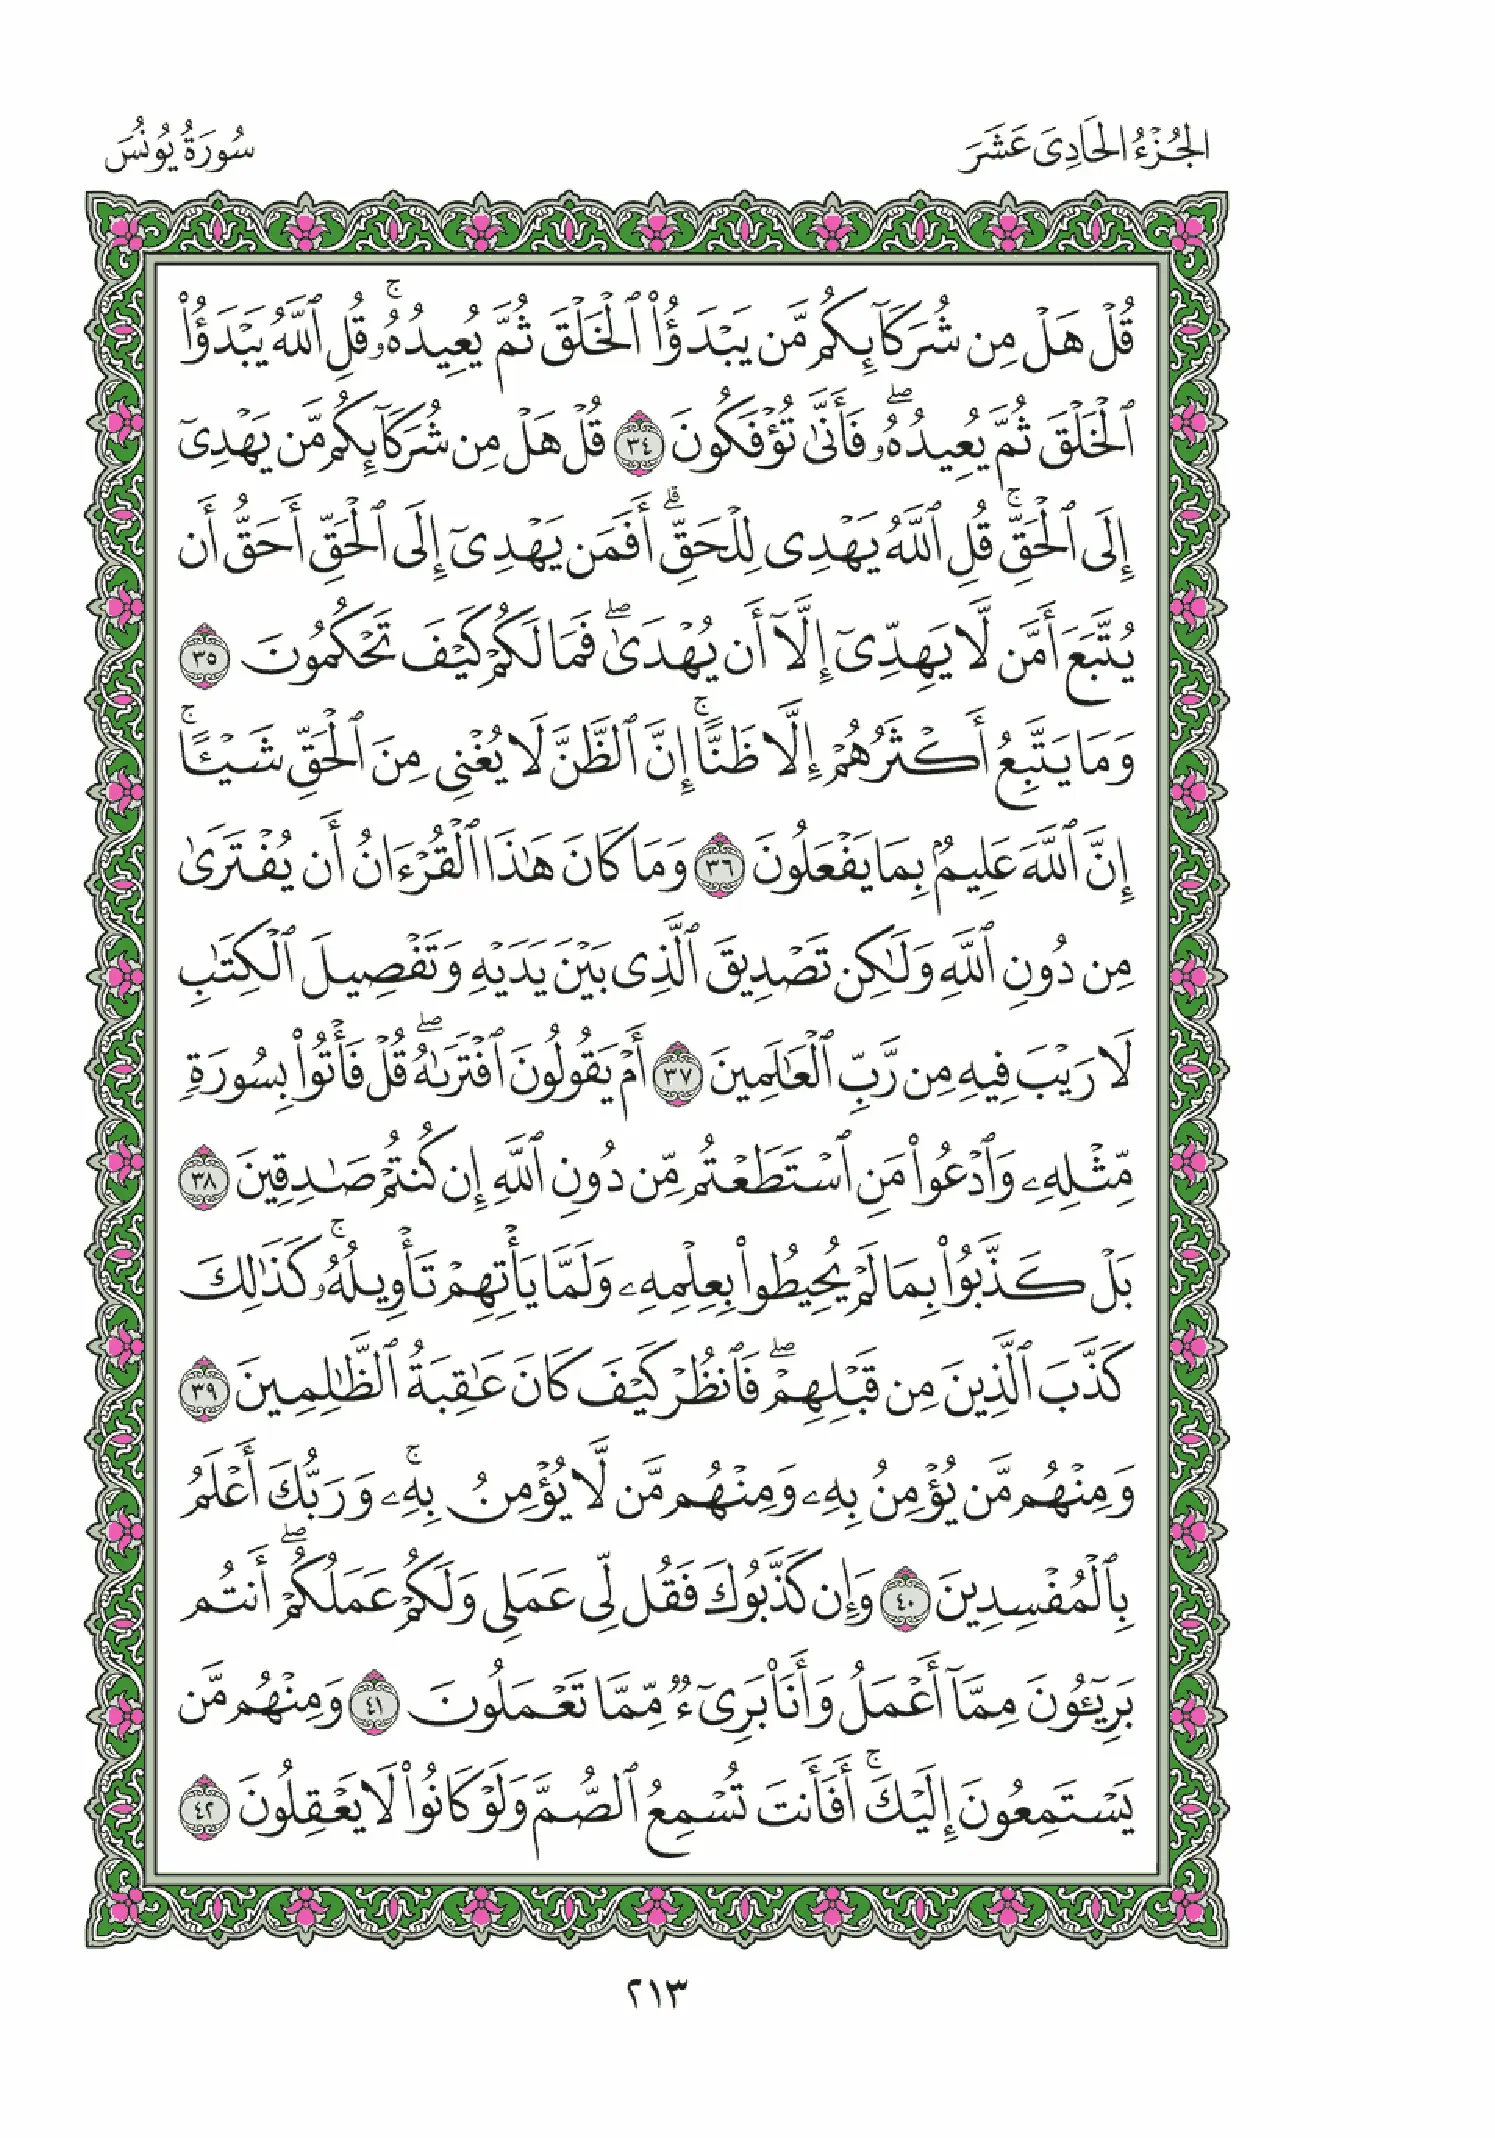 الجُزْءُ الحَادِىَ عَشَرَ
سُورَةُ يُونُسَ
قُلْ هَلْ مِن شُرَكَآئِكُم مَّن يَبْدَؤُا۟ ٱلْخَلْقَ ثُمَّ يُعِيدُهُۥۚ قُلِ ٱللَّهُ يَبْدَؤُا۟
ٱلْخَلْقَ ثُمَّ يُعِيدُهُۥۖ فَأَنَّىٰ تُؤْفَكُونَ ٣٤ قُلْ هَلْ مِن شُرَكَآئِكُم مَّن يَهْدِىٓ
إِلَى ٱلْحَقِّۚ قُلِ ٱللَّهُ يَهْدِى لِلْحَقِّۗ أَفَمَن يَهْدِىٓ إِلَى ٱلْحَقِّ أَحَقُّ أَن
يُتَّبَعَ أَمَّن لَّا يَهِدِّىٓ إِلَّآ أَن يُهْدَىٰۖ فَمَا لَكُمْ كَيْفَ تَحْكُمُونَ ٣٥
وَمَا يَتَّبِعُ أَكْثَرُهُمْ إِلَّا ظَنًّاۚ إِنَّ ٱلظَّنَّ لَا يُغْنِى مِنَ ٱلْحَقِّ شَيْـًٔاۚ
إِنَّ ٱللَّهَ عَلِيمٌۢ بِمَا يَفْعَلُونَ ٣٦ وَمَا كَانَ هَٰذَا ٱلْقُرْءَانُ أَن يُفْتَرَىٰ
مِن دُونِ ٱللَّهِ وَلَٰكِن تَصْدِيقَ ٱلَّذِى بَيْنَ يَدَيْهِ وَتَفْصِيلَ ٱلْكِتَٰبِ
لَا رَيْبَ فِيهِ مِن رَّبِّ ٱلْعَٰلَمِينَ ٣٧ أَمْ يَقُولُونَ ٱفْتَرَىٰهُۖ قُلْ فَأْتُوا۟ بِسُورَةٍ
مِّثْلِهِۦ وَٱدْعُوا۟ مَنِ ٱسْتَطَعْتُم مِّن دُونِ ٱللَّهِ إِن كُنتُمْ صَٰدِقِينَ ٣٨
بَلْ كَذَّبُوا۟ بِمَا لَمْ يُحِيطُوا۟ بِعِلْمِهِۦ وَلَمَّا يَأْتِهِمْ تَأْوِيلُهُۥۚ كَذَٰلِكَ
كَذَّبَ ٱلَّذِينَ مِن قَبْلِهِمْۖ فَٱنظُرْ كَيْفَ كَانَ عَٰقِبَةُ ٱلظَّٰلِمِينَ ٣٩
وَمِنْهُم مَّن يُؤْمِنُ بِهِۦ وَمِنْهُم مَّن لَّا يُؤْمِنُ بِهِۦۚ وَرَبُّكَ أَعْلَمُ
بِٱلْمُفْسِدِينَ ٤٠ وَإِن كَذَّبُوكَ فَقُل لِّى عَمَلِى وَلَكُمْ عَمَلُكُمْۖ أَنتُم
بَرِيٓـُٔونَ مِمَّآ أَعْمَلُ وَأَنَا۠ بَرِىٓءٌ مِّمَّا تَعْمَلُونَ ٤١ وَمِنْهُم مَّن
يَسْتَمِعُونَ إِلَيْكَۚ أَفَأَنتَ تُسْمِعُ ٱلصُّمَّ وَلَوْ كَانُوا۟ لَا يَعْقِلُونَ ٤٢
٢١٣